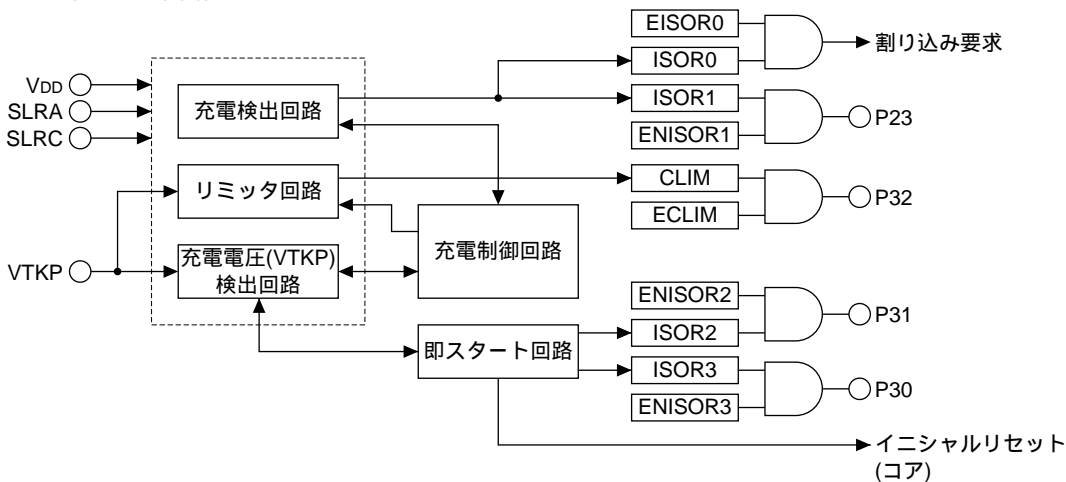 EISOR0
ISOR0
割り込み要求
VDD
SLRA
SLRC
充電検出回路
ISOR1
ENISOR1
P23
リミッタ回路
CLIM
ECLIM
P32
VTKP
充電電圧(VTKP)
検出回路
充電制御回路
ENISOR2
ISOR2
P31
即スタート回路
ISOR3
ENISOR3
P30
イニシャルリセット
(コア)